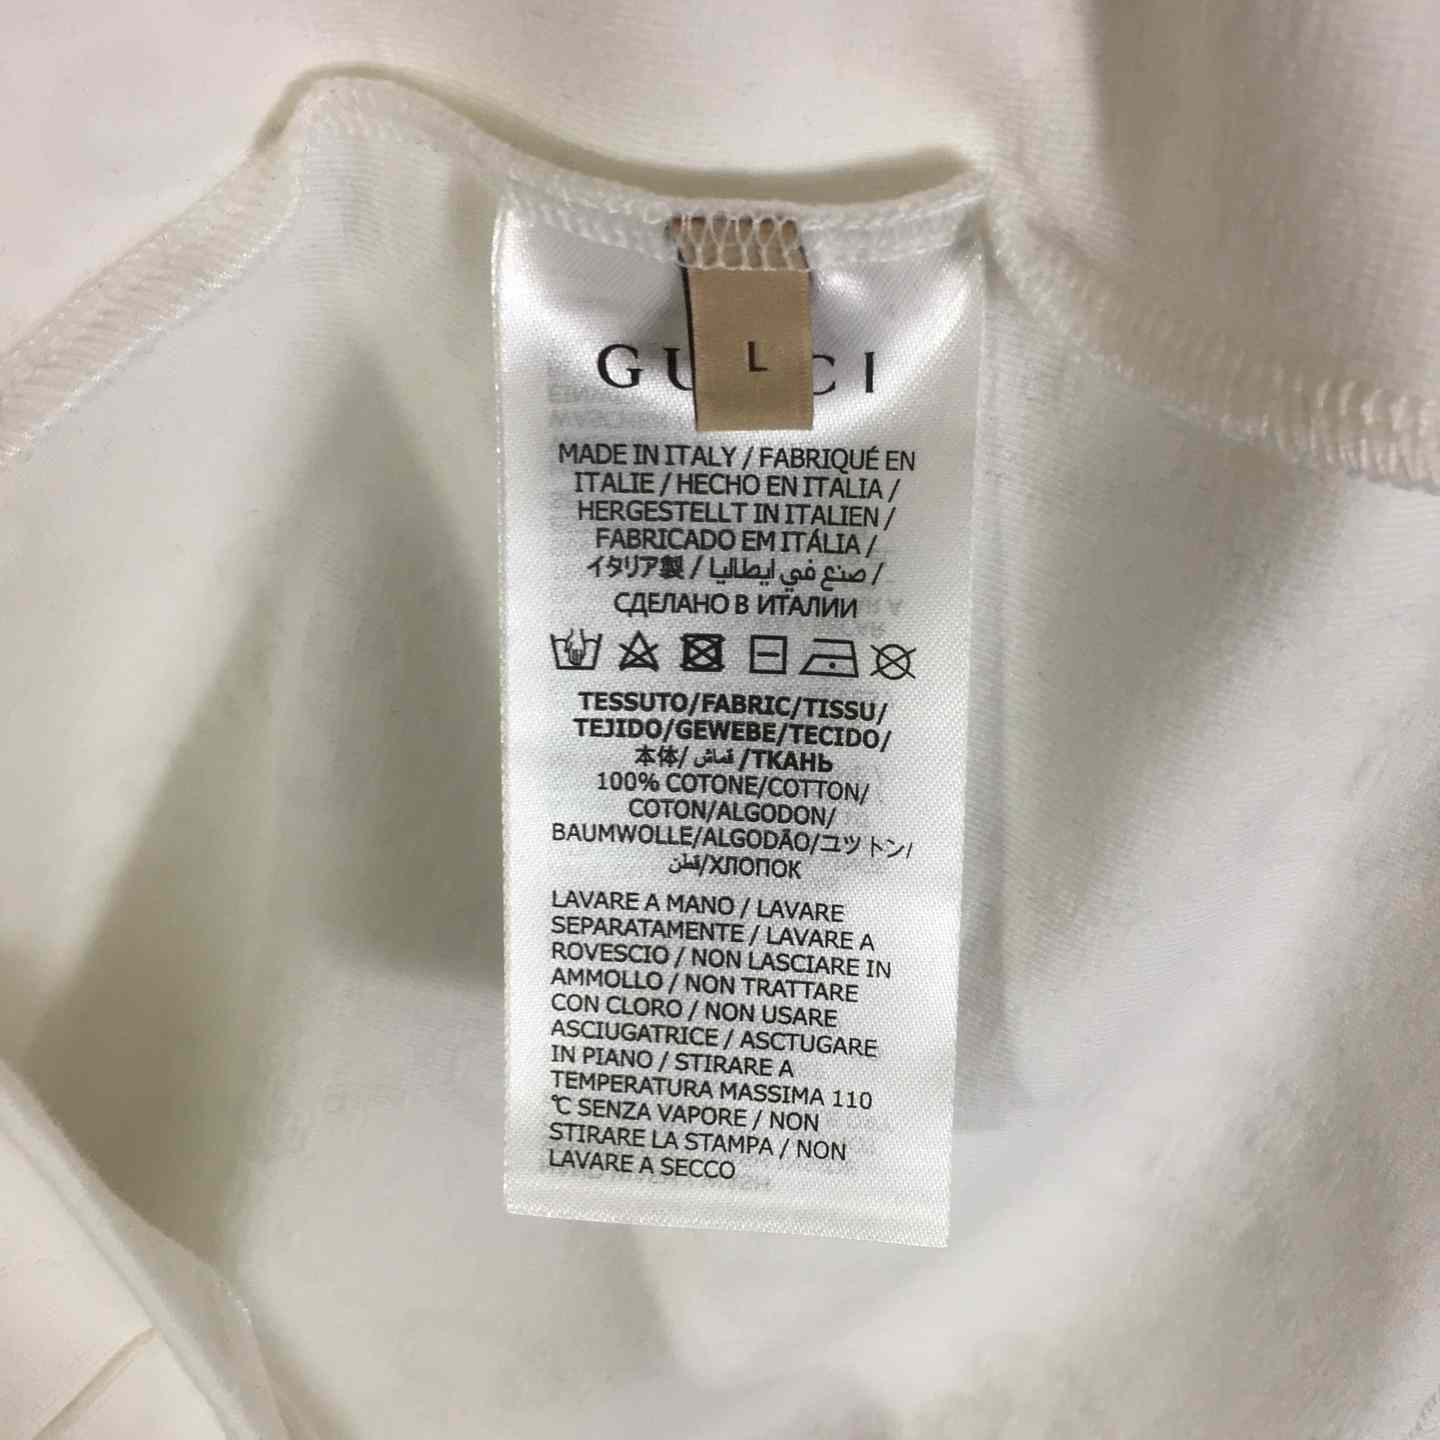 L
GUCCI
MADE IN ITALY / FABRIQUÉ EN
ITALIE / HECHO EN ITALIA /
HERGESTELLT IN ITALIEN /
FABRICADO EM ITÁLIA /
イタリア製 / صنع في ايطاليا /
СДЕЛАНО В ИТАЛИИ
TESSUTO/FABRIC/TISSU/
TEJIDO/GEWEBE/TECIDO/
本体/ قماش /ТКАНЬ
100% COTONE/COTTON/
COTON/ALGODON/
BAUMWOLLE/ALGODÃO/コットン/
قطن/ХЛОПОК
LAVARE A MANO / LAVARE
SEPARATAMENTE / LAVARE A
ROVESCIO / NON LASCIARE IN
AMMOLLO / NON TRATTARE
CON CLORO / NON USARE
ASCIUGATRICE / ASCTUGARE
IN PIANO / STIRARE A
TEMPERATURA MASSIMA 110
℃ SENZA VAPORE / NON
STIRARE LA STAMPA / NON
LAVARE A SECCO